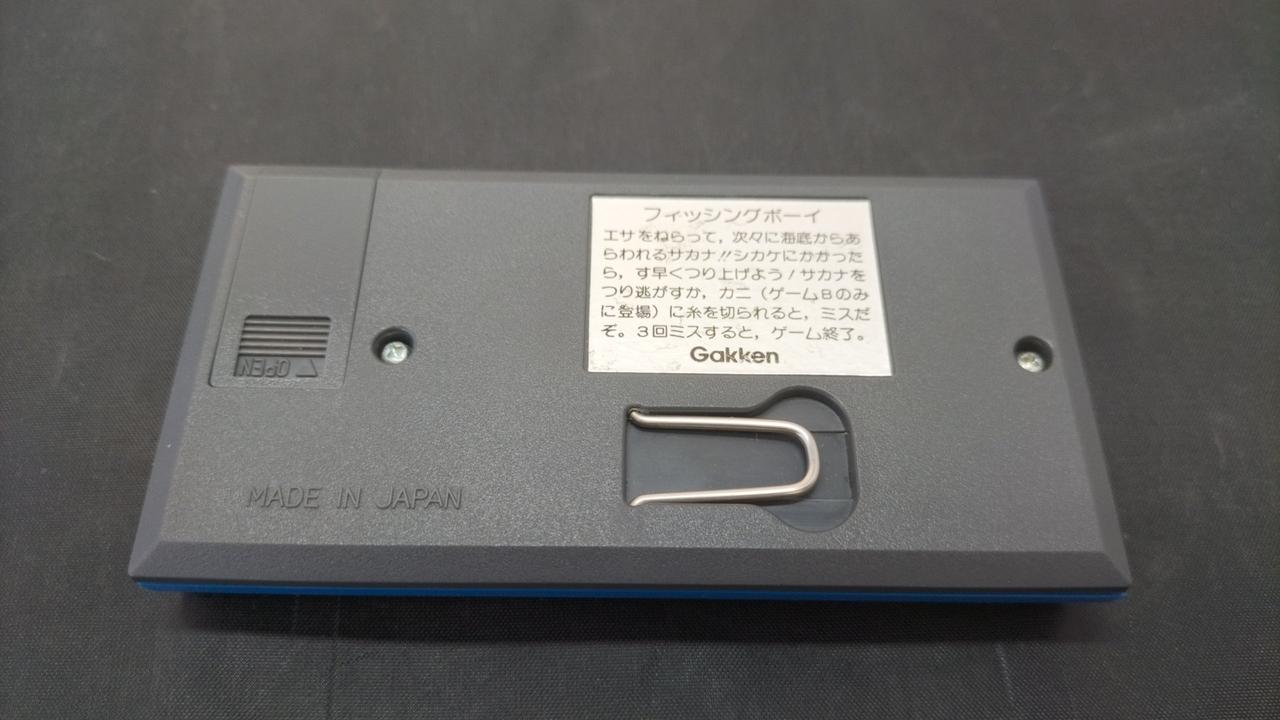 フィッシングボーイ
エサをねらって，次々に海底からあ
らわれるサカナ!!シカケにかかった
ら，す早くつり上げよう!サカナを
つり逃がすか，カニ（ゲームBのみ
に登場）に糸を切られると，ミスだ
ぞ。3回ミスすると，ゲーム終了。
Gakken
OPEN
MADE IN JAPAN